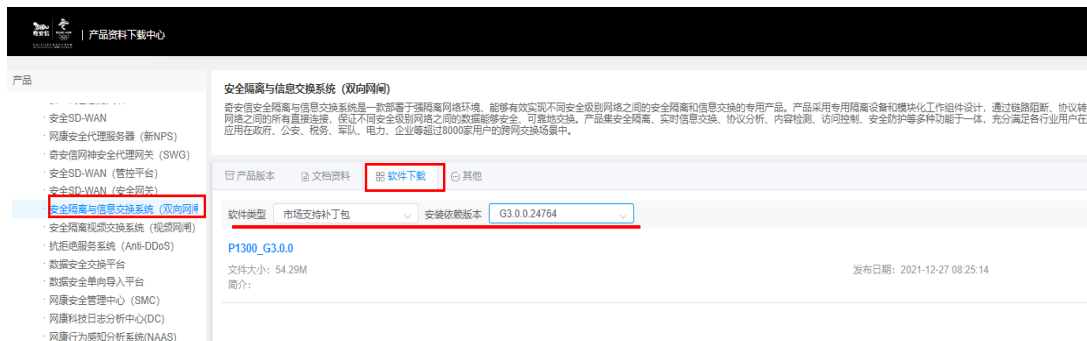 奇安信
产品资料下载中心
产品
安全SD-WAN
网康安全代理服务器（新NPS）
奇安信网神安全代理网关（SWG）
安全SD-WAN（管控平台）
安全SD-WAN（安全网关）
安全隔离与信息交换系统（双向网闸
安全隔离视频交换系统（视频网闸）
抗拒绝服务系统（Anti-DDoS）
数据安全交换平台
数据安全单向导入平台
网康安全管理中心（SMC）
网康科技日志分析中心(DC)
网康行为感知分析系统(NAAS)
安全隔离与信息交换系统（双向网闸）
奇安信安全隔离与信息交换系统是一款部署于强隔离网络环境、能够有效实现不同安全级别网络之间的安全隔离和信息交换的专用产品。产品采用专用隔离设备和模块化工作组件设计，通过链路阻断、协议转
网络之间的所有直接连接，保证不同安全级别网络之间的数据能够安全、可靠地交换。产品集安全隔离、实时信息交换、协议分析、内容检测、访问控制、安全防护等多种功能于一体，充分满足各行业用户在
应用在政府、公安、税务、军队、电力、企业等超过8000家用户的跨网交换场景中。
产品版本 文档资料 软件下载 其他
软件类型 市场支持补丁包 安装依赖版本 G3.0.0.24764
P1300_G3.0.0
文件大小：54.29M 发布日期：2021-12-27 08:25:14
简介：